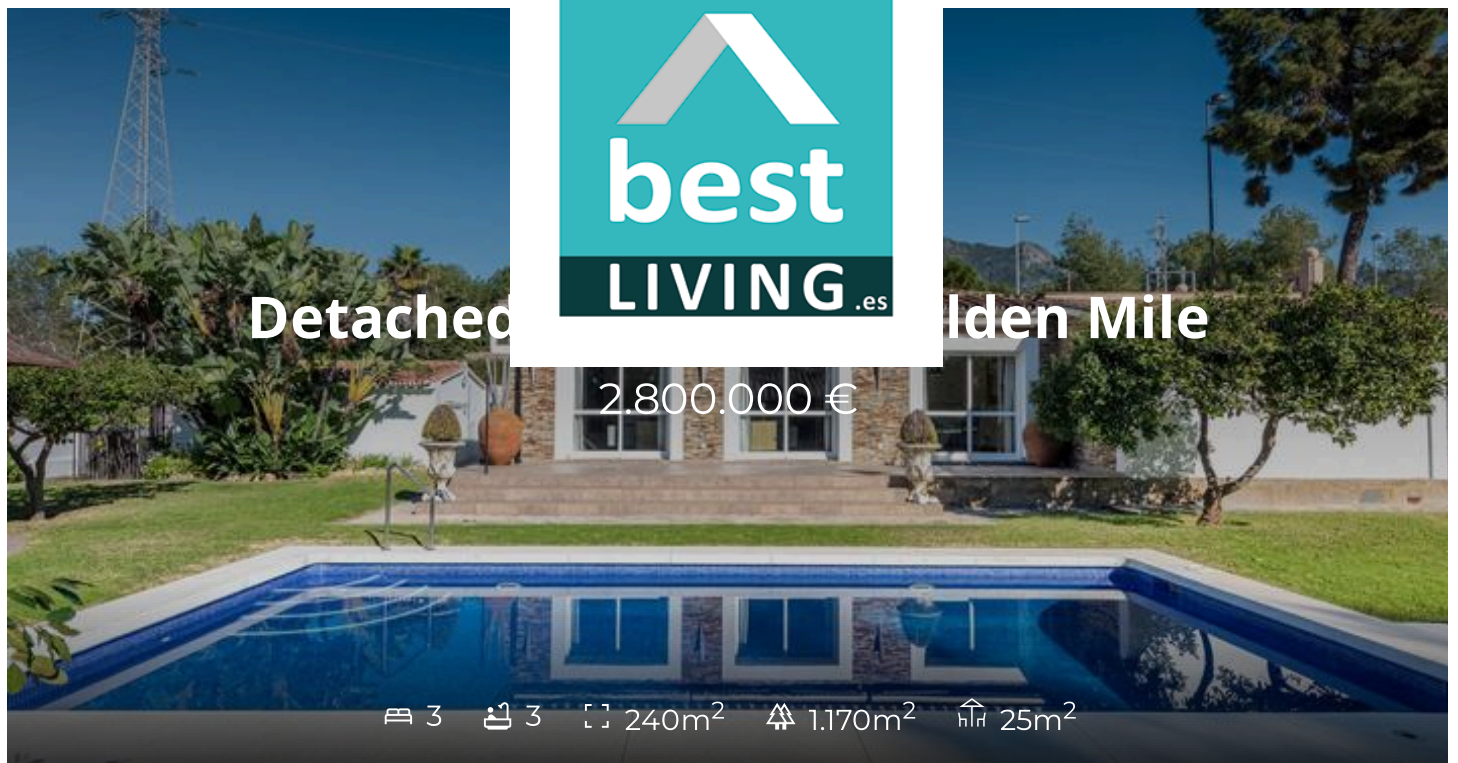 best
LIVING.es
Detached lden Mile
2.800.000 €
3 3 240m² 1.170m² 25m²